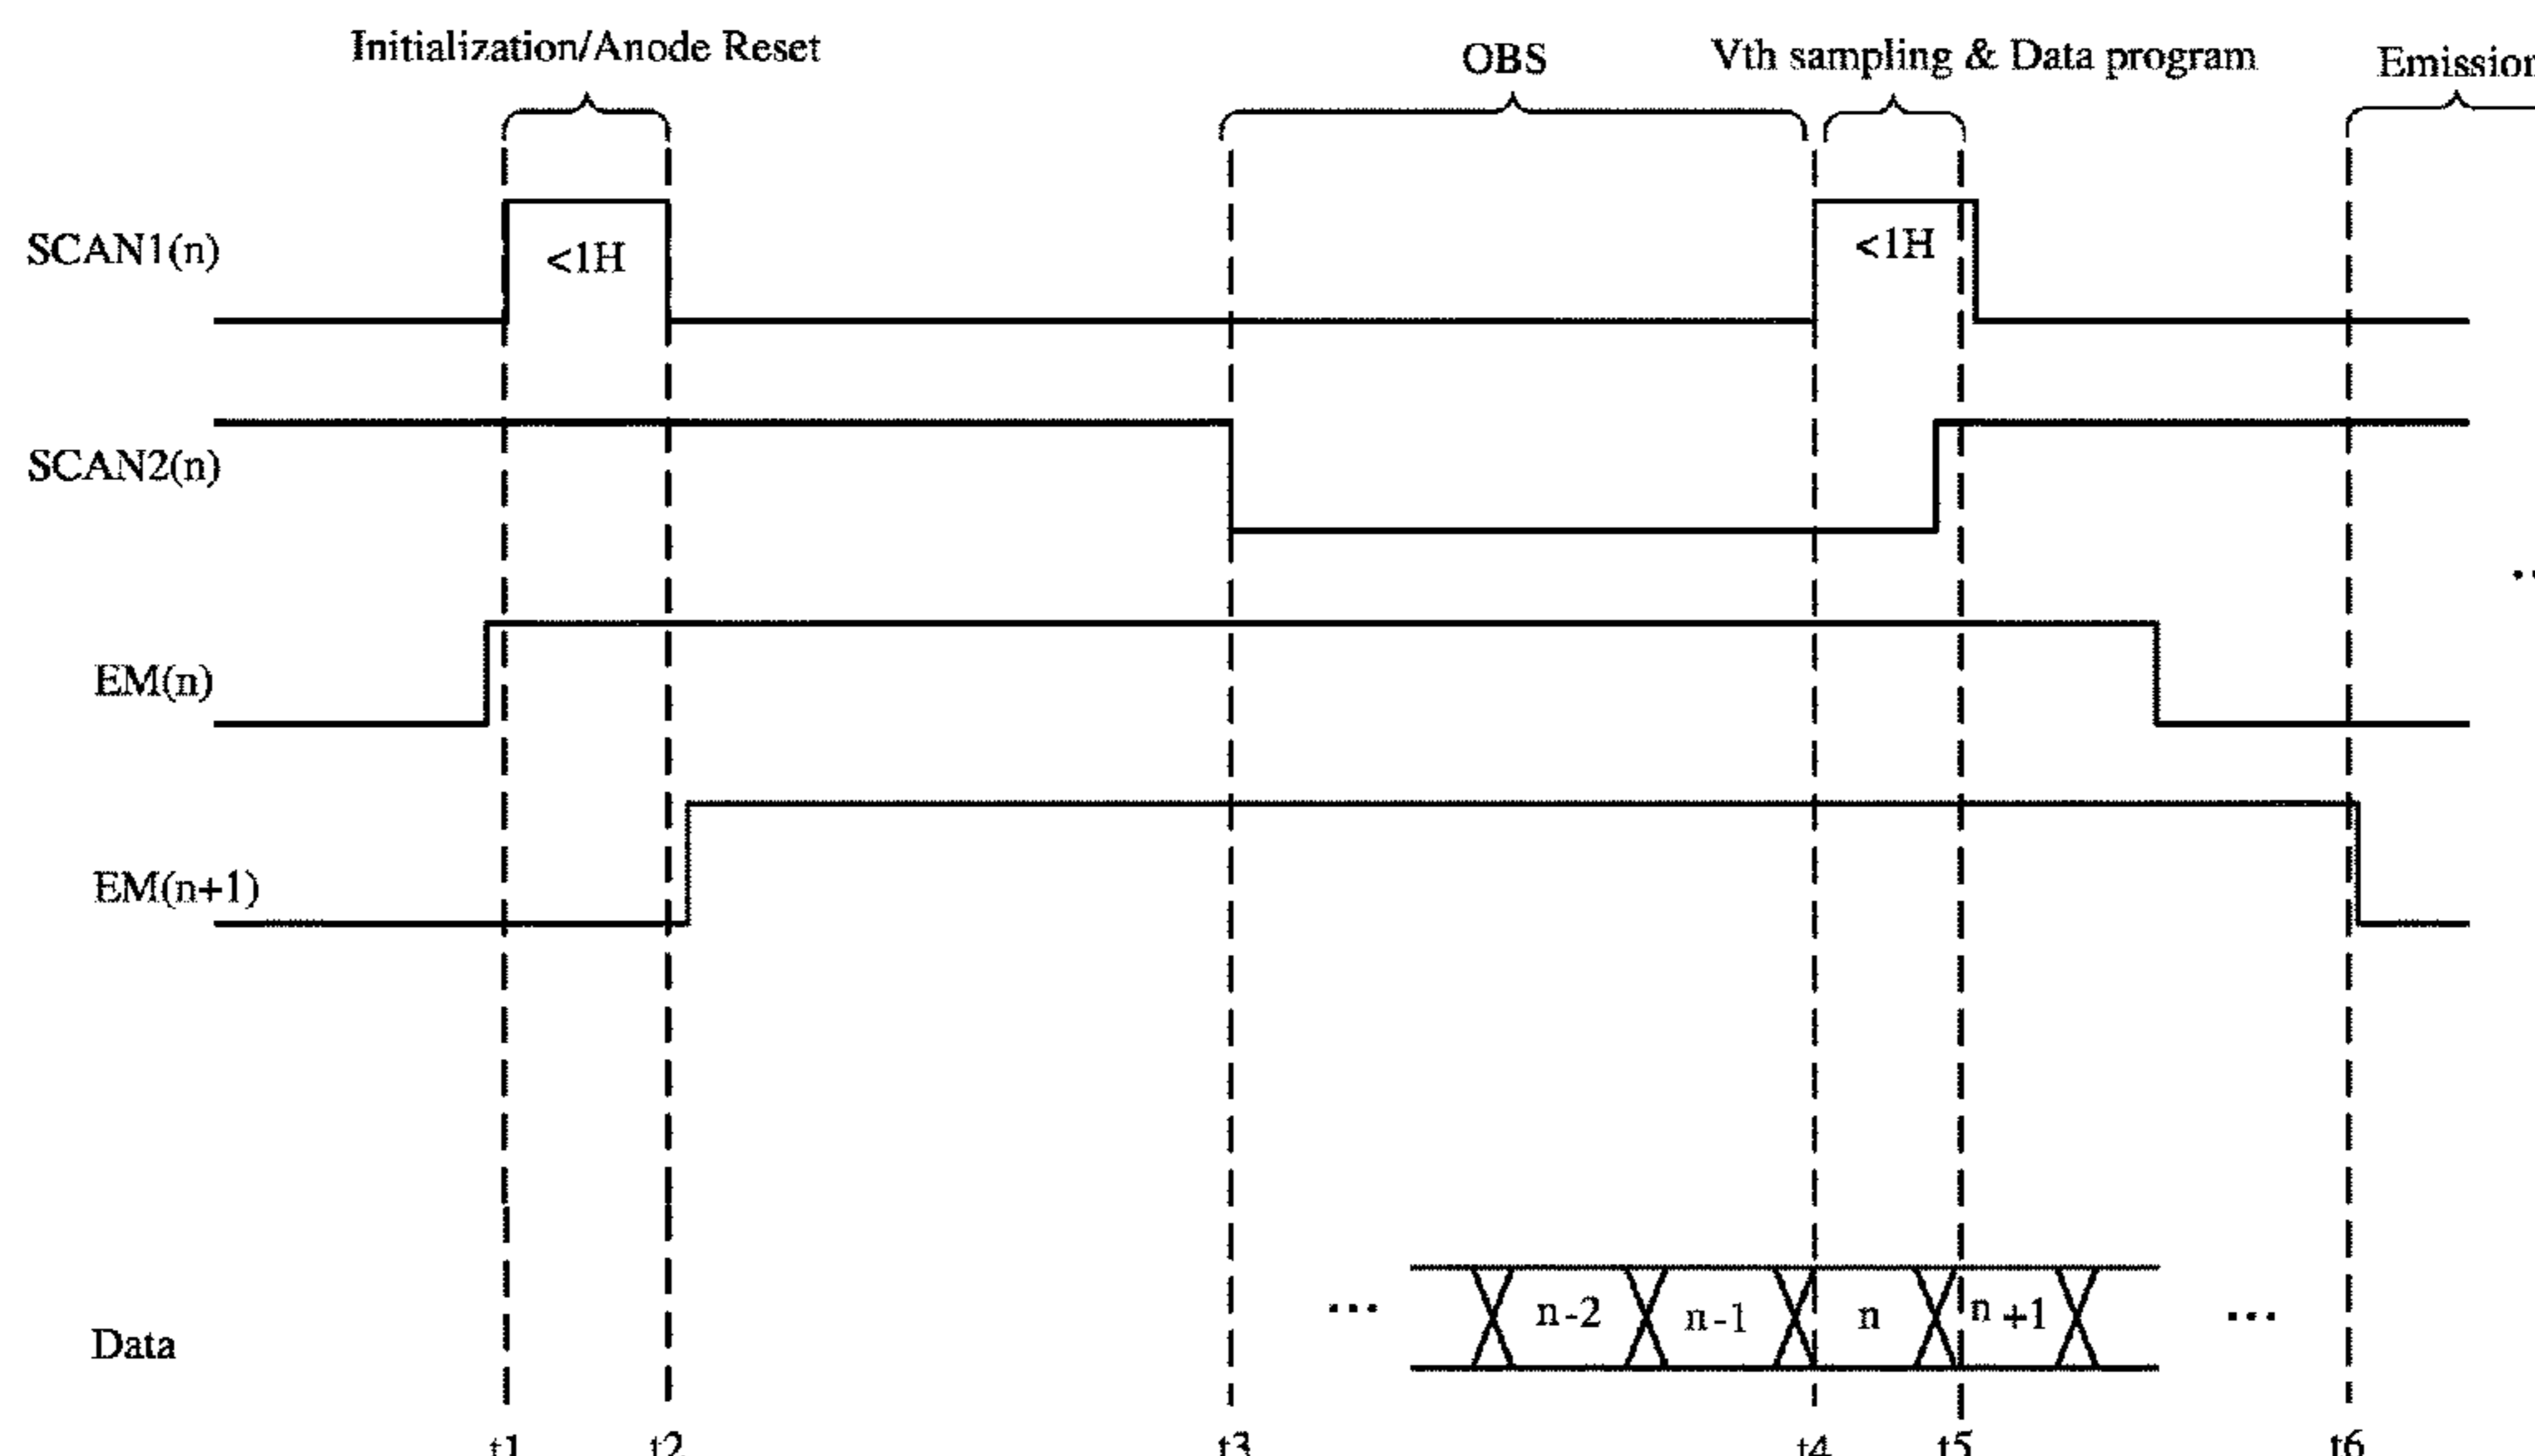 Initialization/Anode Reset
OBS
Vth sampling & Data program
Emission
SCAN1(n)
<1H
<1H
SCAN2(n)
EM(n)
EM(n+1)
Data
...
n-2
n-1
n
n+1
...
t1
t2
t3
t4
t5
t6